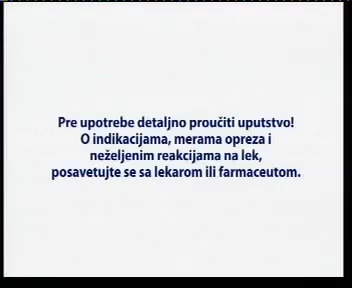 Pre upotrebe detaljno proučiti uputstvo!
O indikacijama, merama opreza i
neželjenim reakcijama na lek,
posavetujte se sa lekarom ili farmaceutom.